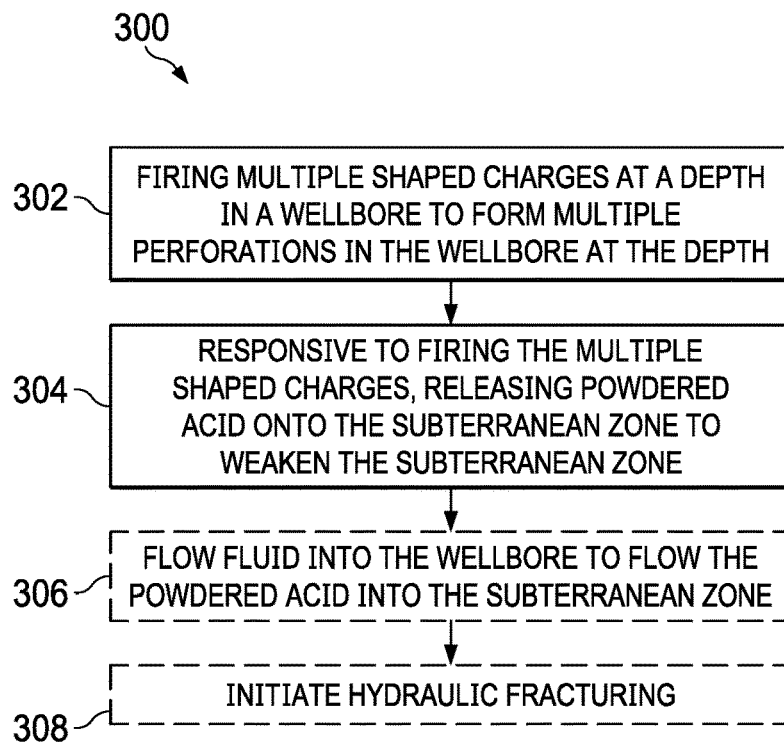 300
302
FIRING MULTIPLE SHAPED CHARGES AT A DEPTH
IN A WELLBORE TO FORM MULTIPLE
PERFORATIONS IN THE WELLBORE AT THE DEPTH
304
RESPONSIVE TO FIRING THE MULTIPLE
SHAPED CHARGES, RELEASING POWDERED
ACID ONTO THE SUBTERRANEAN ZONE TO
WEAKEN THE SUBTERRANEAN ZONE
306
FLOW FLUID INTO THE WELLBORE TO FLOW THE
POWDERED ACID INTO THE SUBTERRANEAN ZONE
308
INITIATE HYDRAULIC FRACTURING